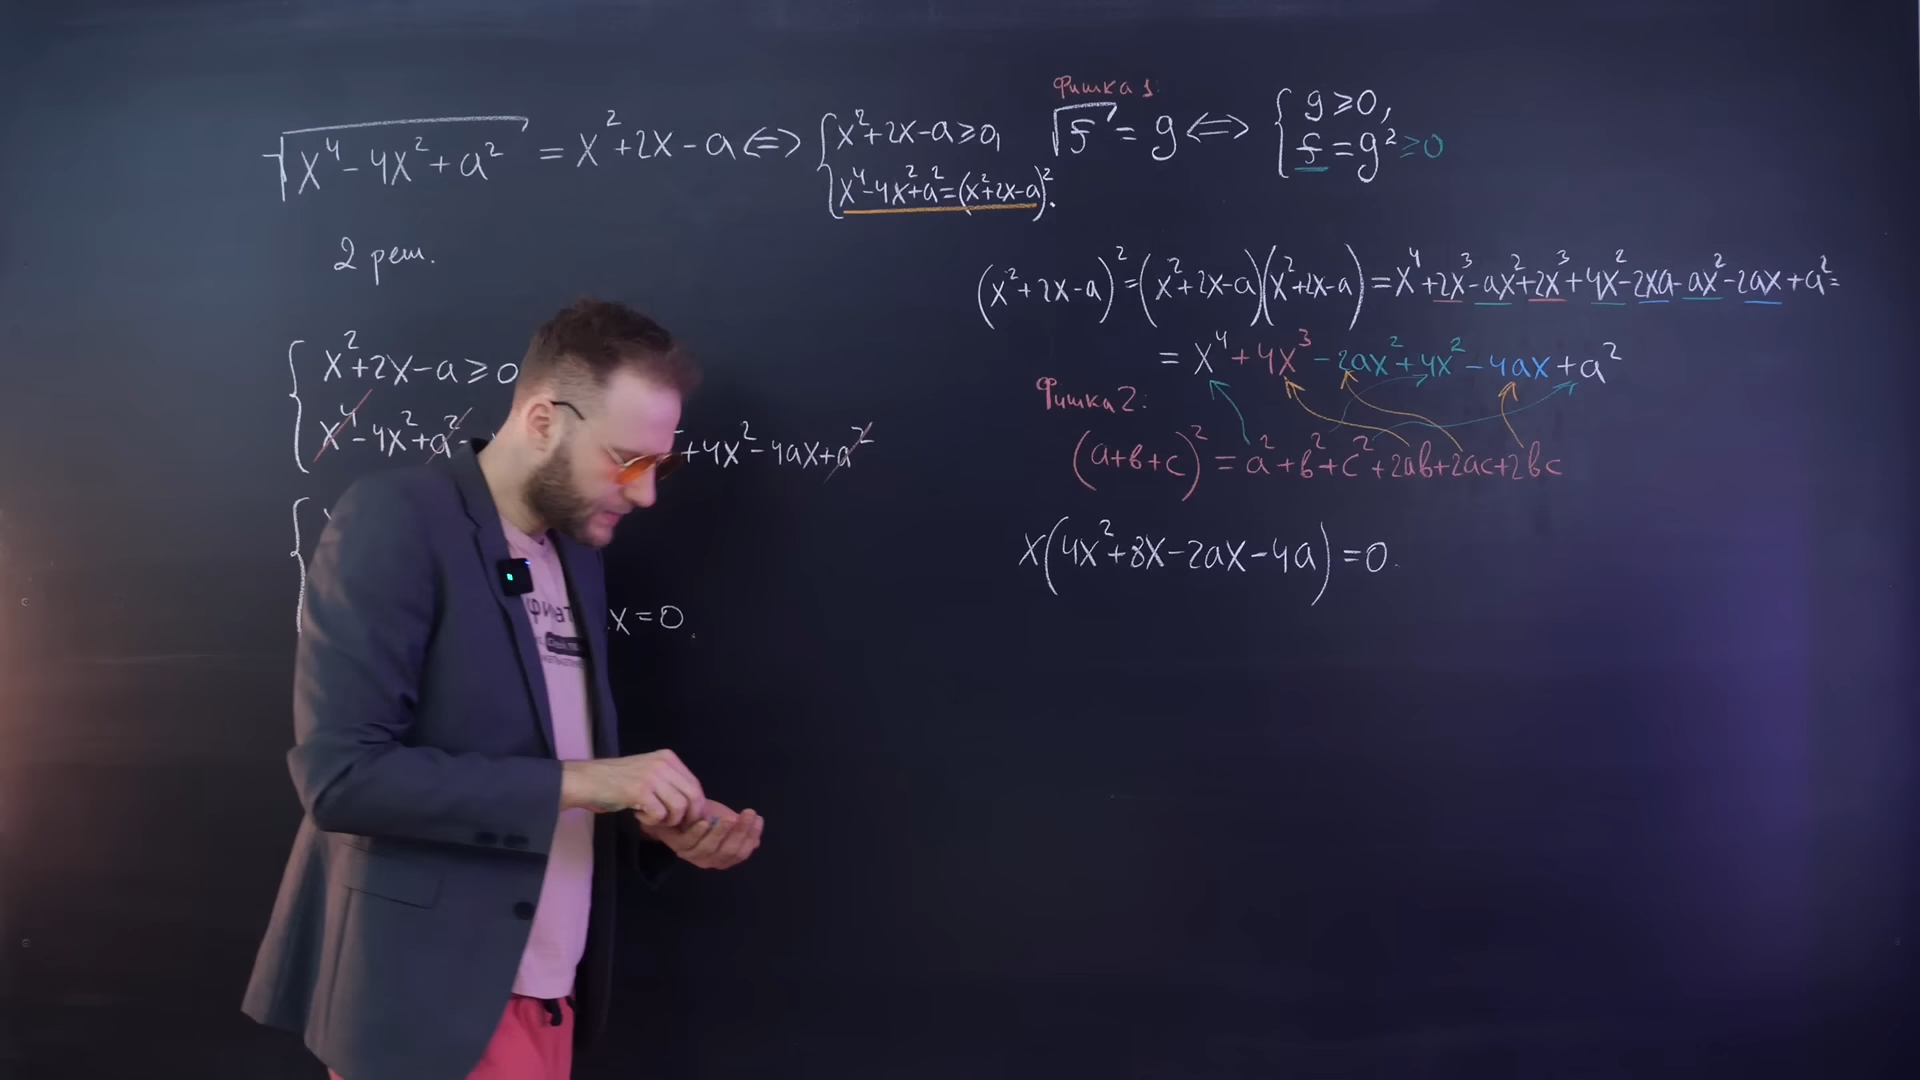 √(x⁴-4x²+a²) = x²+2x-a ⇔ { x²+2x-a⩾0,
x⁴-4x²+a²=(x²+2x-a)².
2 реш.
{ x²+2x-a⩾0
x⁴-4x²+a²=
+4x²-4ax+a²
x=0.
Фишка 1:
√f = g ⇔ { g⩾0,
f=g²⩾0
(x²+2x-a)²=(x²+2x-a)(x²+2x-a)=x⁴+2x³-ax²+2x³+4x²-2xa-ax²-2ax+a²=
=x⁴+4x³-2ax²+4x²-4ax+a²
Фишка 2:
(a+b+c)²=a²+b²+c²+2ab+2ac+2bc
x(4x²+8x-2ax-4a)=0.